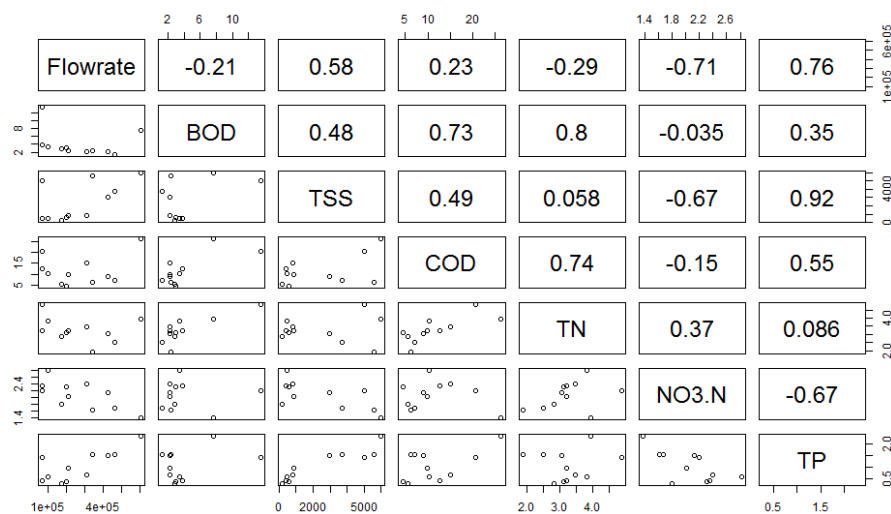 2 6 8 12
5 10 20
1.4 1.8 2.2 2.6
Flowrate -0.21 0.58 0.23 -0.29 -0.71 0.76
1e+05 6e+05
2 8
BOD 0.48 0.73 0.8 -0.035 0.35
TSS 0.49 0.058 -0.67 0.92
0 4000
5 15
COD 0.74 -0.15 0.55
TN 0.37 0.086
2.0 4.0
1.4 2.4
NO3.N -0.67
TP
0.5 2.0
1e+05 4e+05
0 2000 5000
2.0 3.0 4.0
0.5 1.5